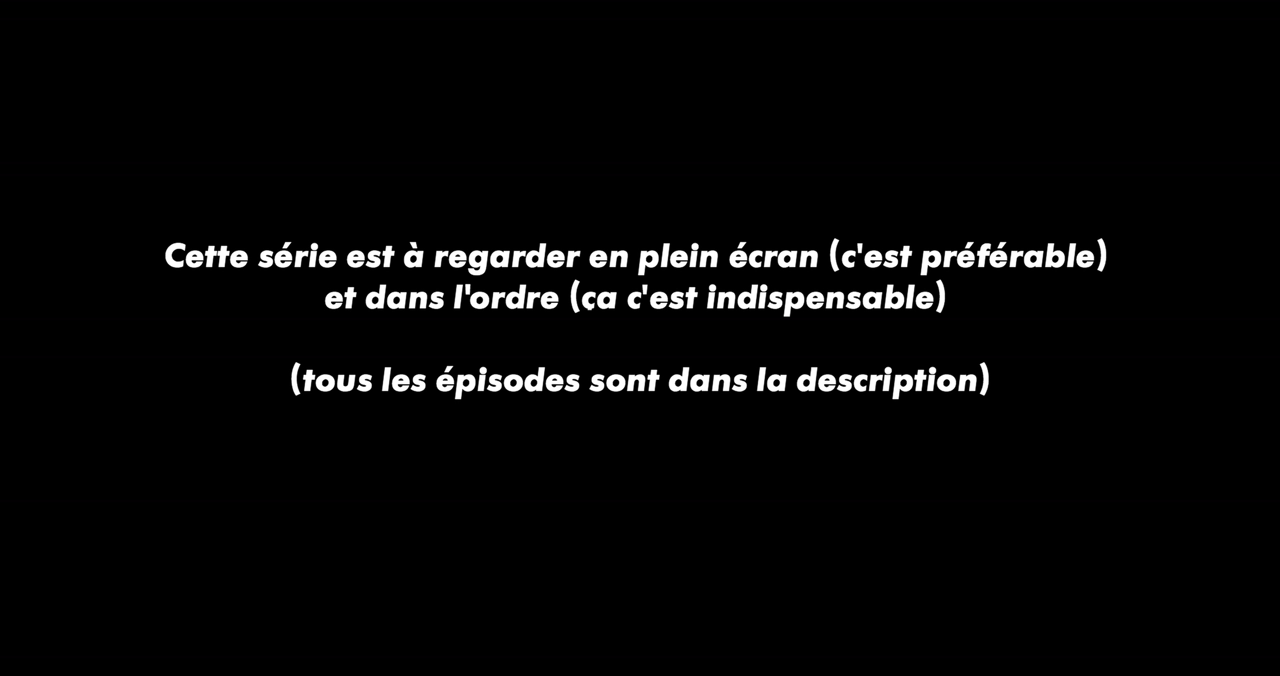 Cette série est à regarder en plein écran (c'est préférable)
et dans l'ordre (ça c'est indispensable)
(tous les épisodes sont dans la description)